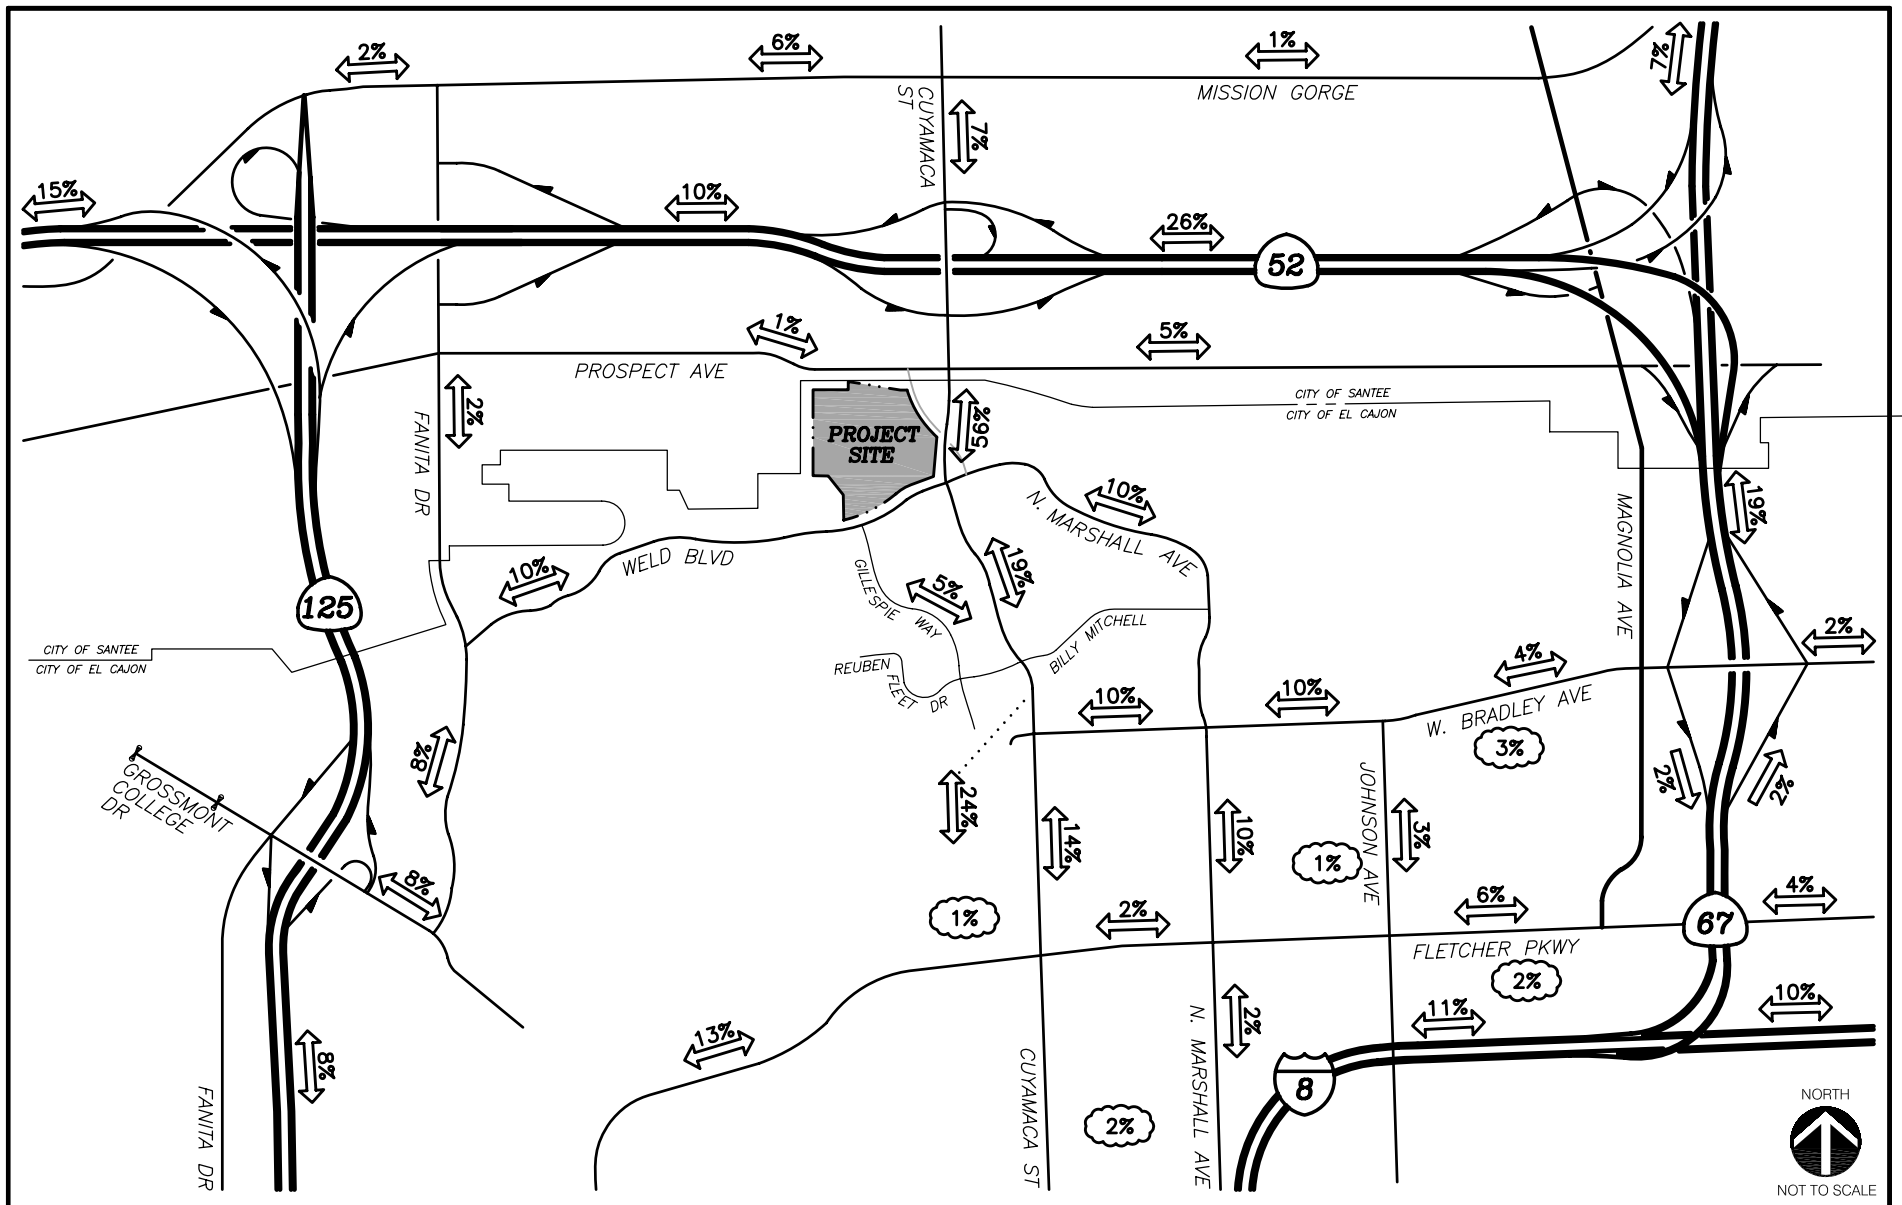 2%
6%
1%
7%
MISSION GORGE
CUYAMACA
ST
7%
15%
10%
26%
52
1%
5%
PROSPECT AVE
2%
FANITA DR
PROJECT
SITE
56%
CITY OF SANTEE
CITY OF EL CAJON
N. MARSHALL AVE
10%
MAGNOLIA AVE
19%
WELD BLVD
10%
125
GILLESPIE WAY
5%
19%
BILLY MITCHELL
REUBEN
FLEET DR
CITY OF SANTEE
CITY OF EL CAJON
4%
2%
10%
10%
W. BRADLEY AVE
3%
8%
GROSSMONT
COLLEGE
DR
24%
14%
10%
JOHNSON AVE
3%
1%
2%
2%
8%
1%
2%
6%
67
4%
FLETCHER PKWY
2%
8%
13%
N. MARSHALL AVE
2%
11%
10%
8
CUYAMACA ST
2%
FANITA DR
NORTH
NOT TO SCALE